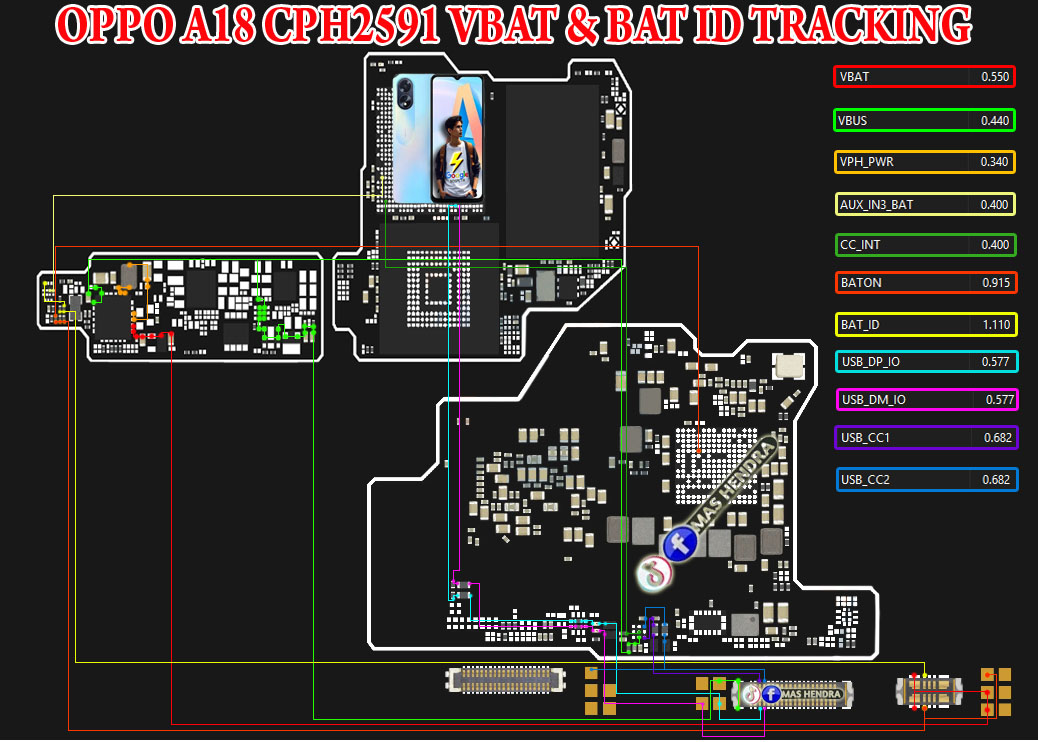 OPPO A18 CPH2591 VBAT & BAT ID TRACKING
VBAT 0.550
VBUS 0.440
VPH_PWR 0.340
AUX_IN3_BAT 0.400
CC_INT 0.400
BATON 0.915
BAT_ID 1.110
USB_DP_IO 0.577
USB_DM_IO 0.577
USB_CC1 0.682
USB_CC2 0.682
A
Google
MAS HENDRA
MAS HENDRA